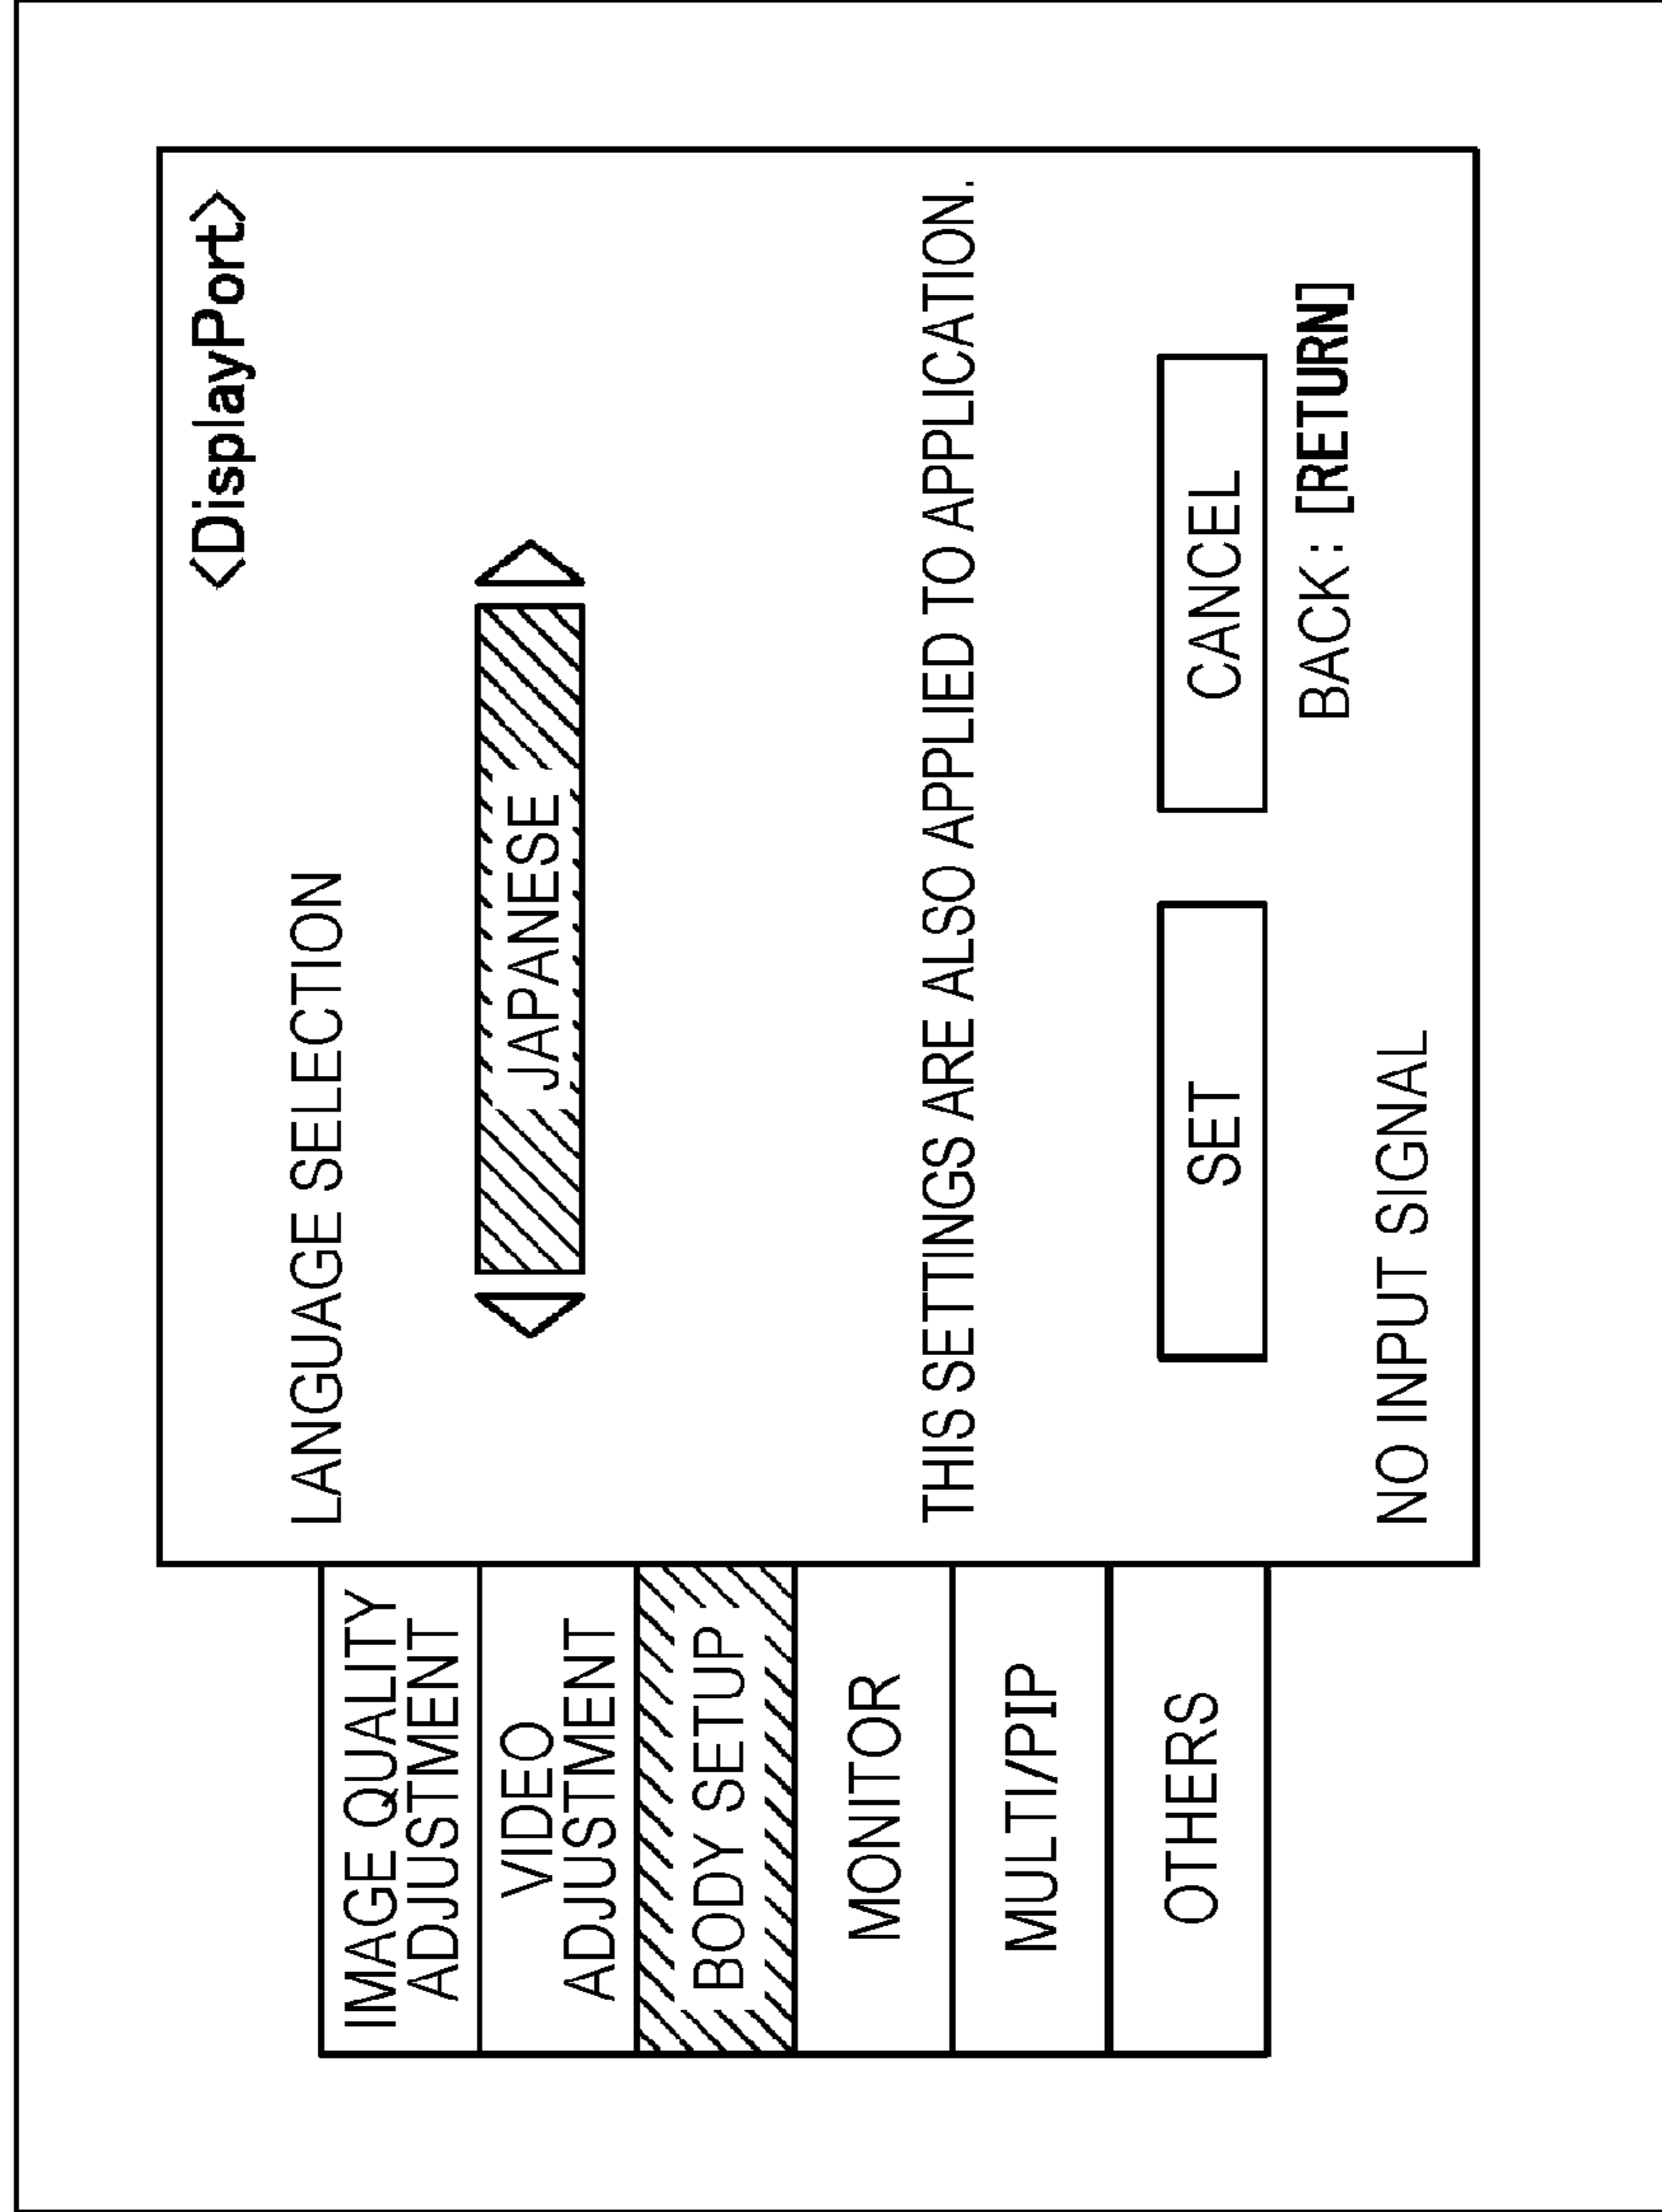 IMAGE QUALITY
ADJUSTMENT
VIDEO
ADJUSTMENT
BODY SETUP
MONITOR
MULTI/PIP
OTHERS
<DisplayPort>
LANGUAGE SELECTION
JAPANESE
THIS SETTINGS ARE ALSO APPLIED TO APPLICATION.
SET
CANCEL
BACK: [RETURN]
NO INPUT SIGNAL